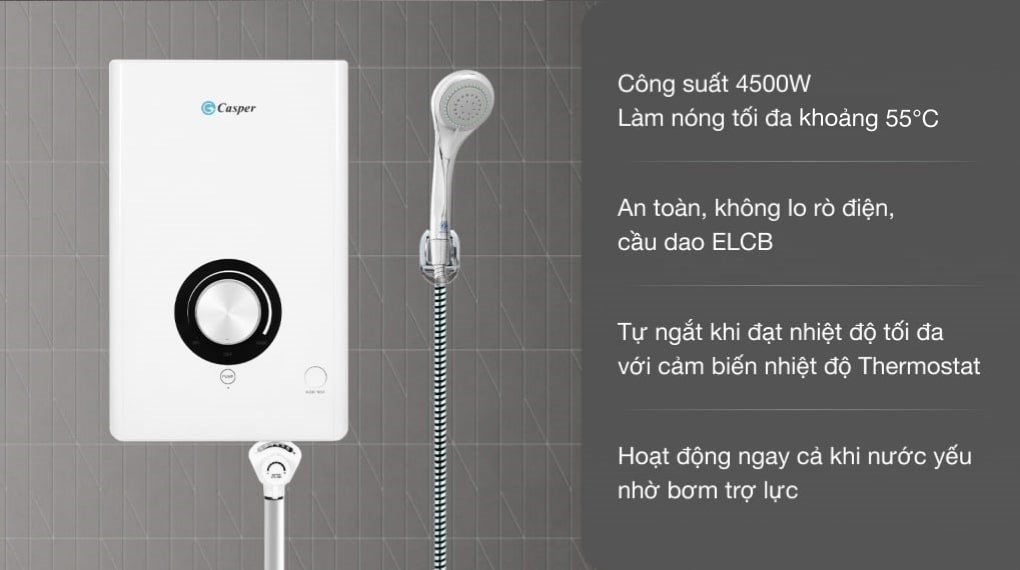 Casper
Công suất 4500W
Làm nóng tối đa khoảng 55°C
An toàn, không lo rò điện,
cầu dao ELCB
Tự ngắt khi đạt nhiệt độ tối đa
với cảm biến nhiệt độ Thermostat
Hoạt động ngay cả khi nước yếu
nhờ bơm trợ lực